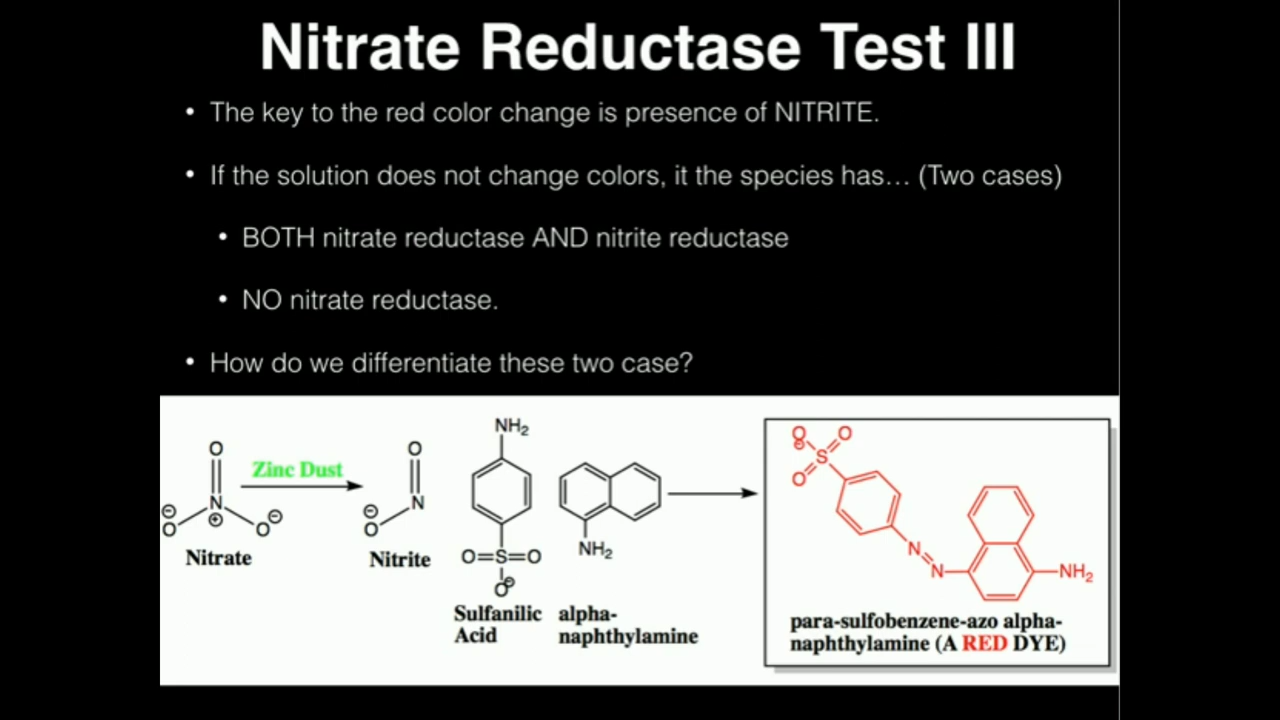 Nitrate Reductase Test III
• The key to the red color change is presence of NITRITE.
• If the solution does not change colors, it the species has… (Two cases)
• BOTH nitrate reductase AND nitrite reductase
• NO nitrate reductase.
• How do we differentiate these two case?
O
N
⊕
⊖
O
O
⊖
Zinc Dust
Nitrate
O
N
⊖
O
Nitrite
NH₂
O=S=O
O
⊖
Sulfanilic
Acid
NH₂
alpha-
naphthylamine
O
⊖
O
S
O
N
N
NH₂
para-sulfobenzene-azo alpha-
naphthylamine (A RED DYE)